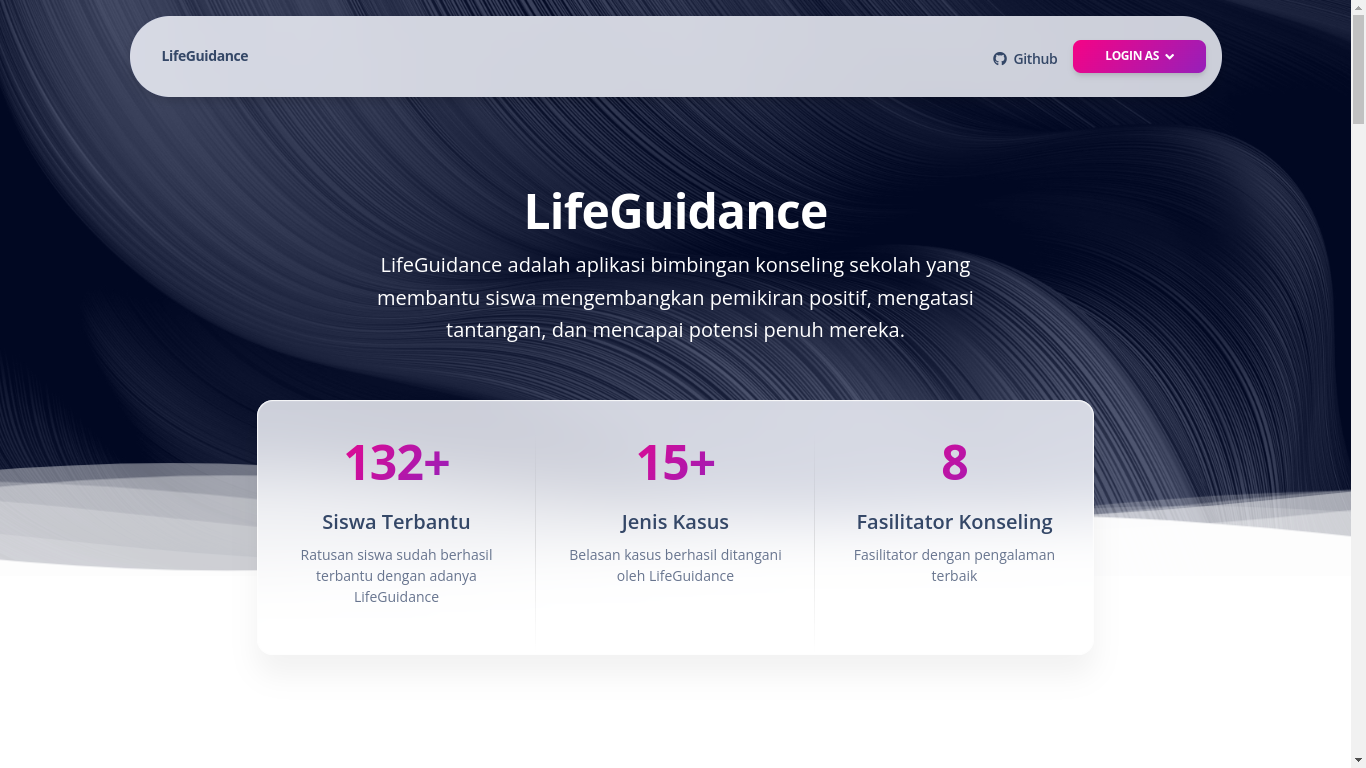 LifeGuidance
Github
LOGIN AS
LifeGuidance
LifeGuidance adalah aplikasi bimbingan konseling sekolah yang
membantu siswa mengembangkan pemikiran positif, mengatasi
tantangan, dan mencapai potensi penuh mereka.
132+
Siswa Terbantu
Ratusan siswa sudah berhasil
terbantu dengan adanya
LifeGuidance
15+
Jenis Kasus
Belasan kasus berhasil ditangani
oleh LifeGuidance
8
Fasilitator Konseling
Fasilitator dengan pengalaman
terbaik